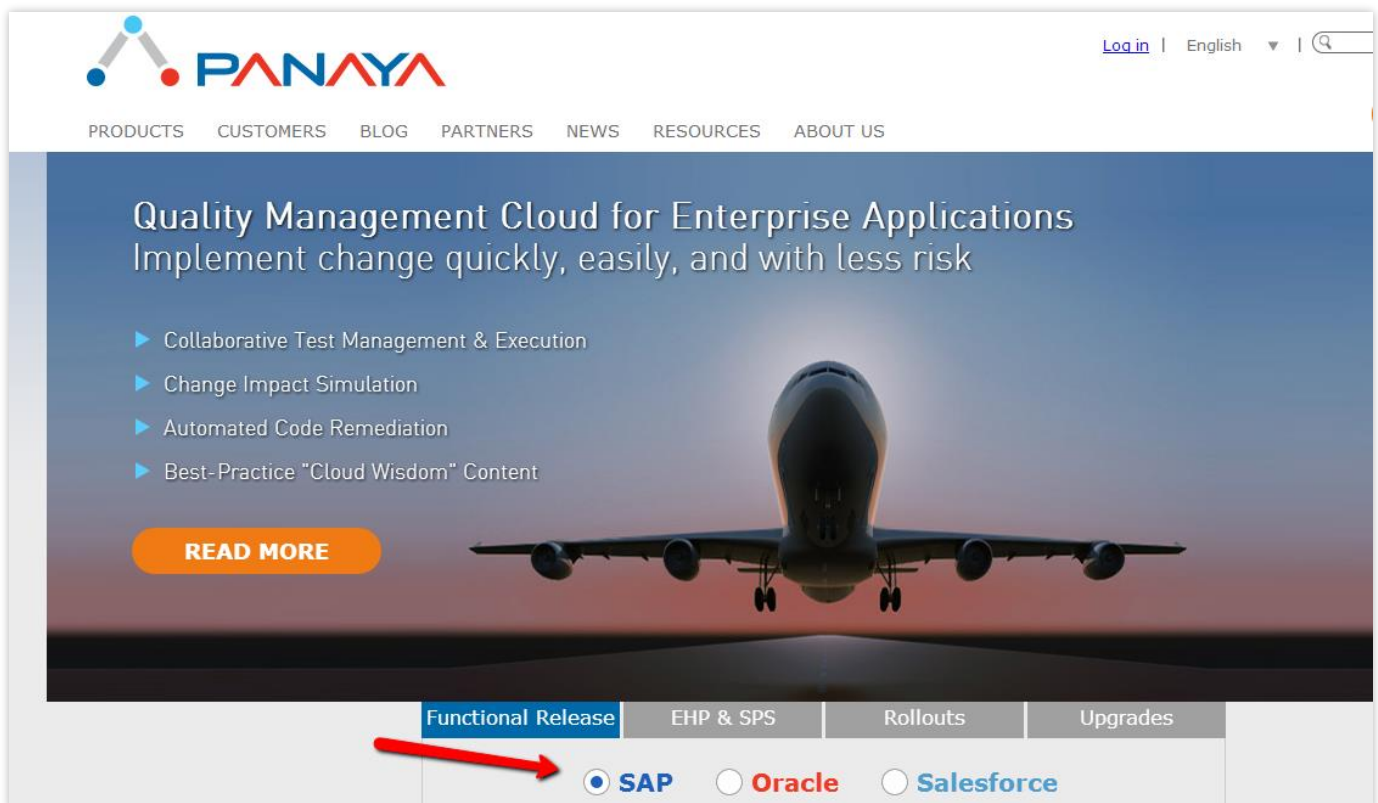 PANAYA
Log in | English ▼ |
PRODUCTS CUSTOMERS BLOG PARTNERS NEWS RESOURCES ABOUT US
Quality Management Cloud for Enterprise Applications
Implement change quickly, easily, and with less risk
Collaborative Test Management & Execution
Change Impact Simulation
Automated Code Remediation
Best-Practice "Cloud Wisdom" Content
READ MORE
Functional Release EHP & SPS Rollouts Upgrades
SAP Oracle Salesforce